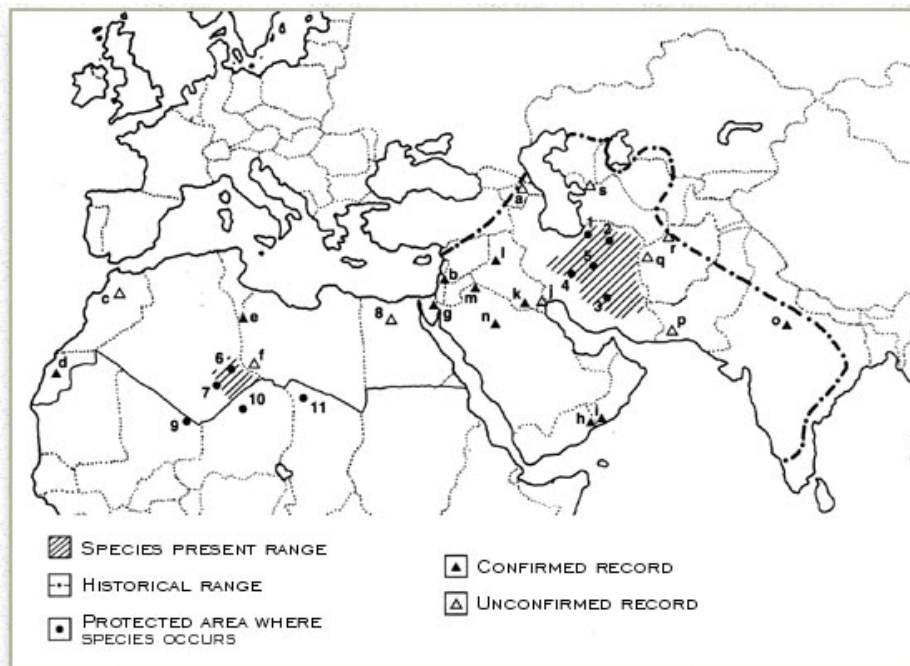 a
s
1
2
r
b
l
5
q
c
4
m
k
j
3
e
8
g
n
p
o
d
6
f
7
10
11
h
i
9
SPECIES PRESENT RANGE
HISTORICAL RANGE
PROTECTED AREA WHERE
SPECIES OCCURS
CONFIRMED RECORD
UNCONFIRMED RECORD